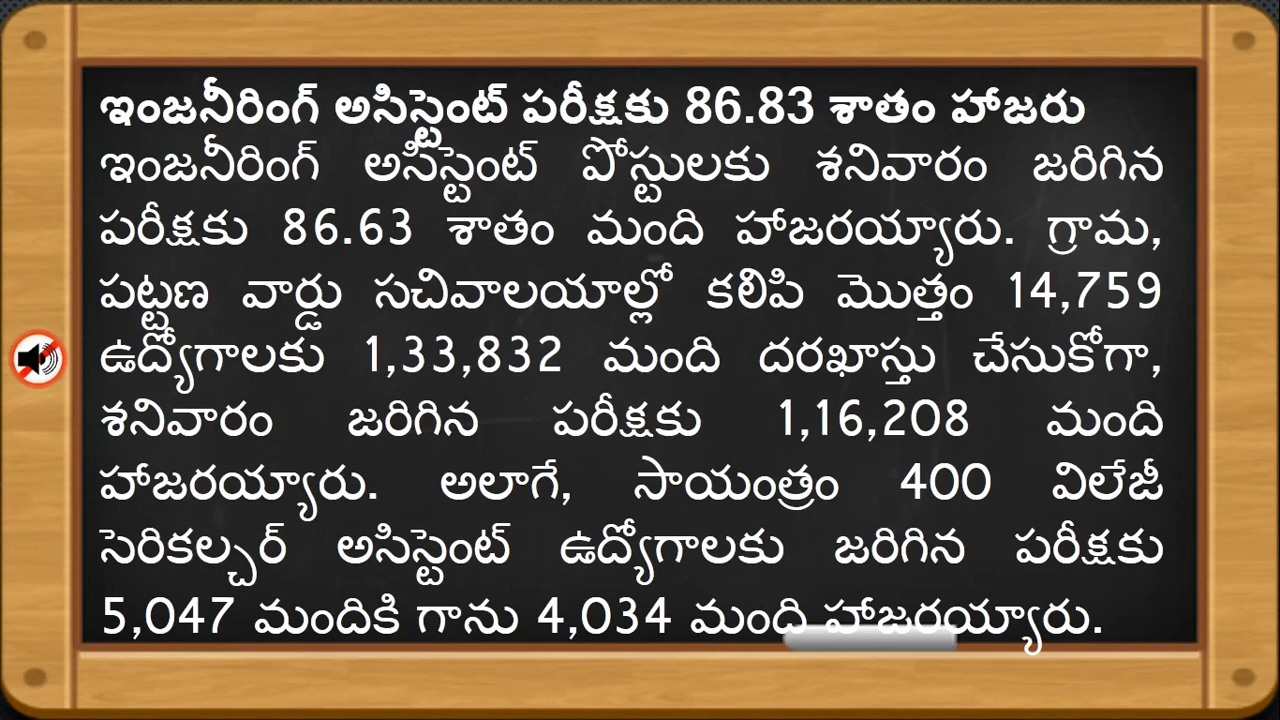 ఇంజనీరింగ్ అసిస్టెంట్ పరీక్షకు 86.83 శాతం హాజరు
ఇంజనీరింగ్ అసిస్టెంట్ పోస్టులకు శనివారం జరిగిన
పరీక్షకు 86.63 శాతం మంది హాజరయ్యారు. గ్రామ,
పట్టణ వార్డు సచివాలయాల్లో కలిపి మొత్తం 14,759
ఉద్యోగాలకు 1,33,832 మంది దరఖాస్తు చేసుకోగా,
శనివారం జరిగిన పరీక్షకు 1,16,208 మంది
హాజరయ్యారు. అలాగే, సాయంత్రం 400 విలేజీ
సెరికల్చర్ అసిస్టెంట్ ఉద్యోగాలకు జరిగిన పరీక్షకు
5,047 మందికి గాను 4,034 మంది హాజరయ్యారు.